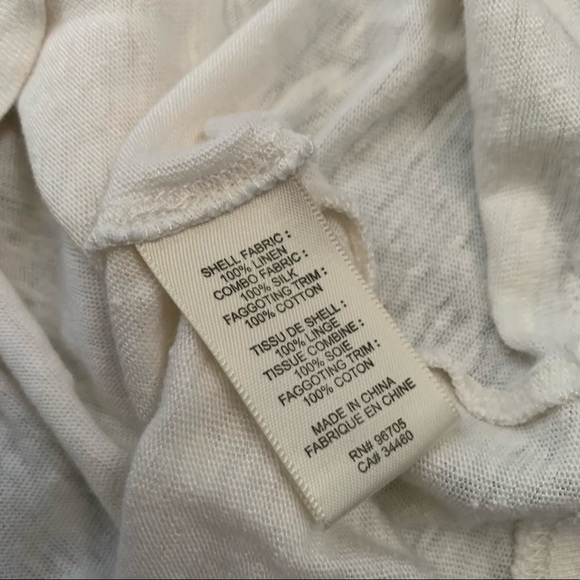 SHELL FABRIC :
100% LINEN
COMBO FABRIC :
100% SILK
FAGGOTING TRIM :
100% COTTON
TISSU DE SHELL :
100% LINGE
TISSUE COMBINE :
100% SOIE
FAGGOTING TRIM :
100% COTON
MADE IN CHINA
FABRIQUE EN CHINE
RN# 96705
CA# 34460